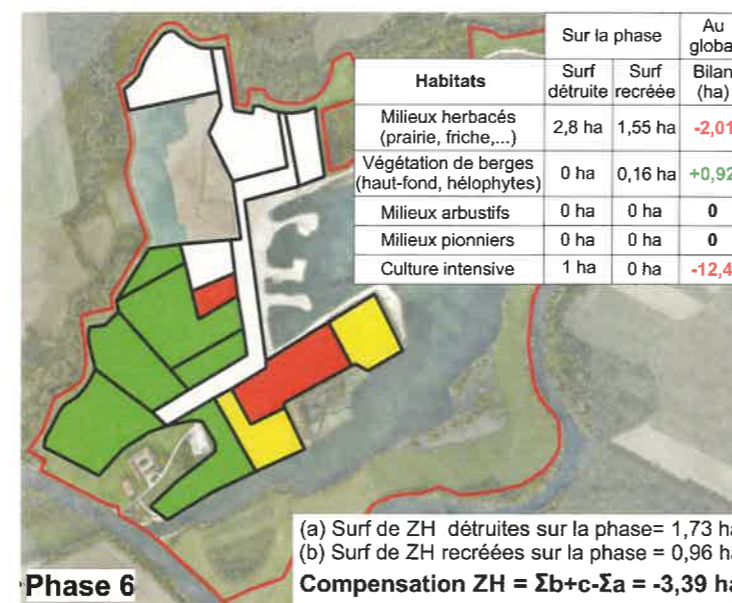 Sur la phase
Au globa
Habitats
Surf détruite
Surf recréée
Bilan (ha)
Milieux herbacés (prairie, friche,...)
2,8 ha
1,55 ha
-2,01
Végétation de berges (haut-fond, hélophytes)
0 ha
0,16 ha
+0,92
Milieux arbustifs
0 ha
0 ha
0
Milieux pionniers
0 ha
0 ha
0
Culture intensive
1 ha
0 ha
-12,4
(a) Surf de ZH détruites sur la phase= 1,73 ha
(b) Surf de ZH recréées sur la phase = 0,96 ha
Phase 6
Compensation ZH = Σb+c-Σa = -3,39 ha